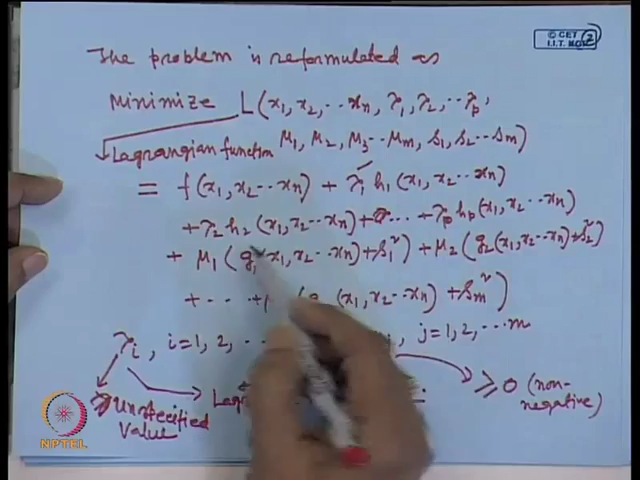 © CET
I.I.T. KGP
2
The problem is reformulated as
Minimize L(x₁, x₂, ·· xₙ, λ₁, λ₂, ·· λₚ,
Lagrangian function μ₁, μ₂, μ₃ ·· μₘ, s₁, s₂ ·· sₘ)
= f(x₁, x₂ ·· xₙ) + λ₁ h₁(x₁, x₂ ·· xₙ)
+ λ₂ h₂(x₁, x₂ ·· xₙ) + ··· + λₚ hₚ(x₁, x₂ ·· xₙ)
+ μ₁(g₁(x₁, x₂ ·· xₙ) + s₁²) + μ₂(g₂(x₁, x₂ ·· xₙ) + s₂²)
+ ·· + (x₁, x₂ ·· xₙ) + sₘ²)
λᵢ, i = 1, 2, ·· , j = 1, 2, ·· m
Unspecified value
≥ 0 (non-negative)
NPTEL